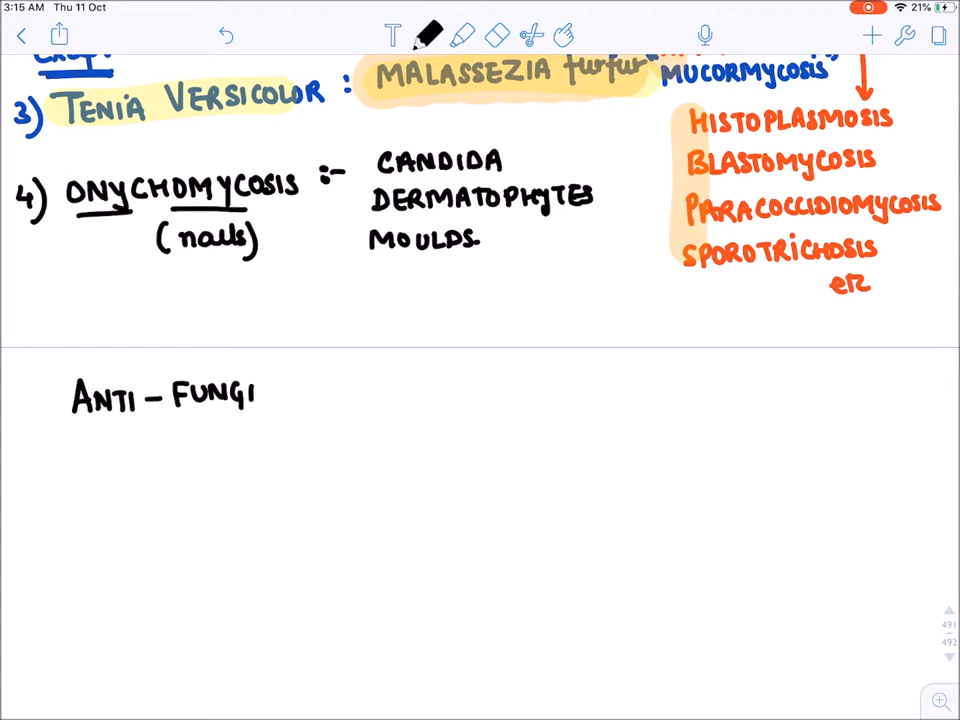 3:15 AM Thu 11 Oct
21%
3) TENIA VERSICOLOR : MALASSEZIA furfur
MUCORMYCOSIS
HISTOPLASMOSIS
BLASTOMYCOSIS
PARACOCCIDIOMYCOSIS
SPOROTRICHOSIS
etc
4) ONYCHOMYCOSIS :- CANDIDA
(nails)
DERMATOPHYTES
MOULDS.
ANTI - FUNGI
T
491
492